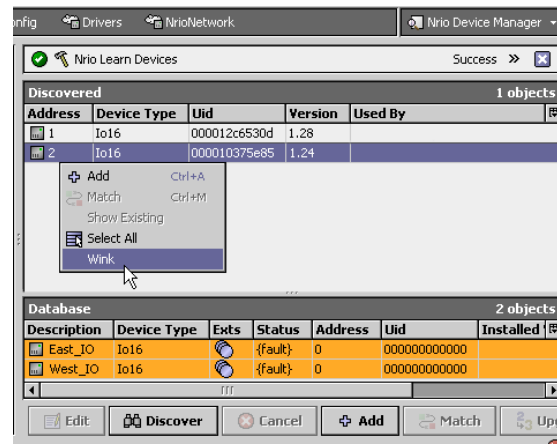 nfig Drivers NrioNetwork Nrio Device Manager
Nrio Learn Devices Success »
Discovered 1 objects
Address Device Type Uid Version Used By
1 Io16 000012c6530d 1.28
2 Io16 000010375e85 1.24
Add Ctrl+A
Match Ctrl+M
Show Existing
Select All
Wink
Database 2 objects
Description Device Type Exts Status Address Uid Installed
East_IO Io16 {fault} 0 000000000000
West_IO Io16 {fault} 0 000000000000
Edit Discover Cancel Add Match Up